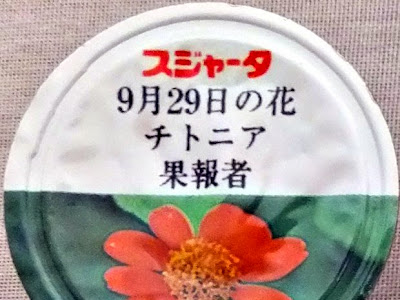 スジャータ
9月29日の花
チトニア
果報者